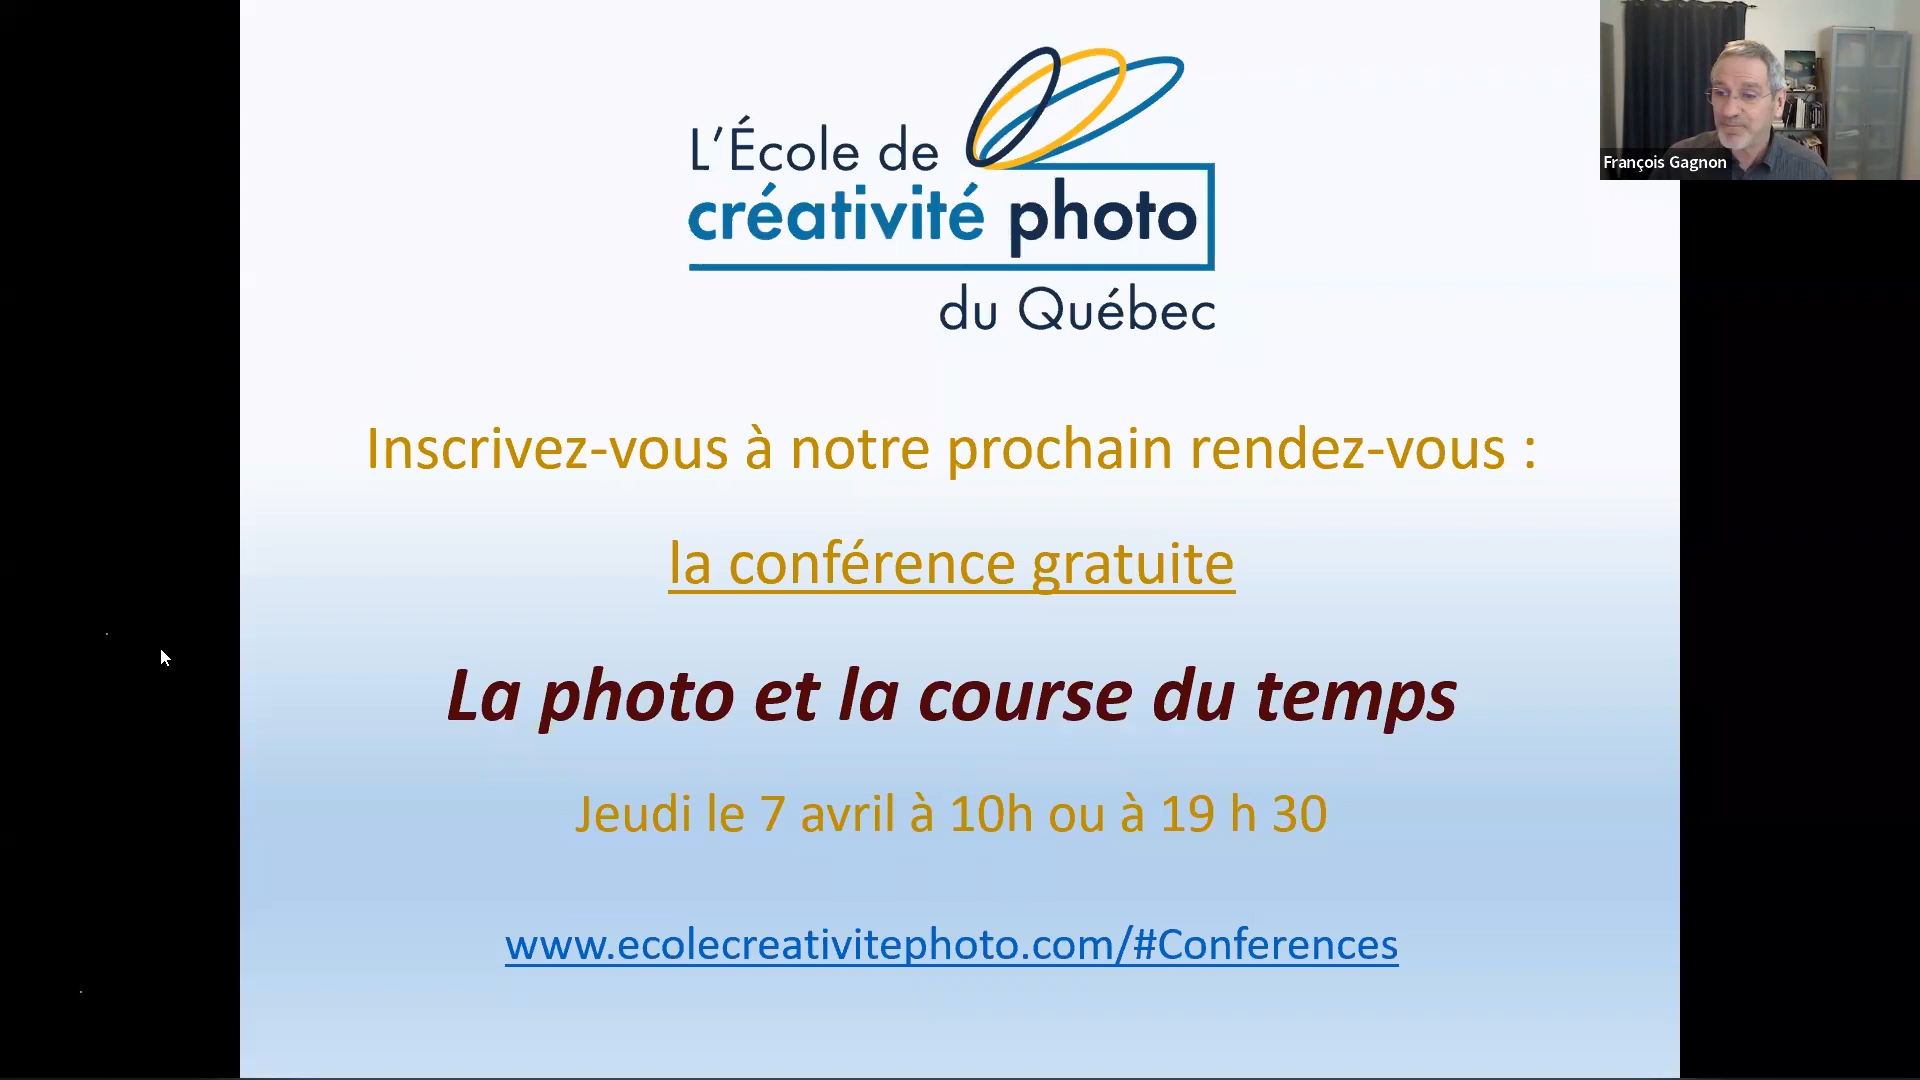 L'École de
créativité photo
du Québec
François Gagnon
Inscrivez-vous à notre prochain rendez-vous :
la conférence gratuite
La photo et la course du temps
Jeudi le 7 avril à 10h ou à 19 h 30
www.ecolecreativitephoto.com/#Conferences